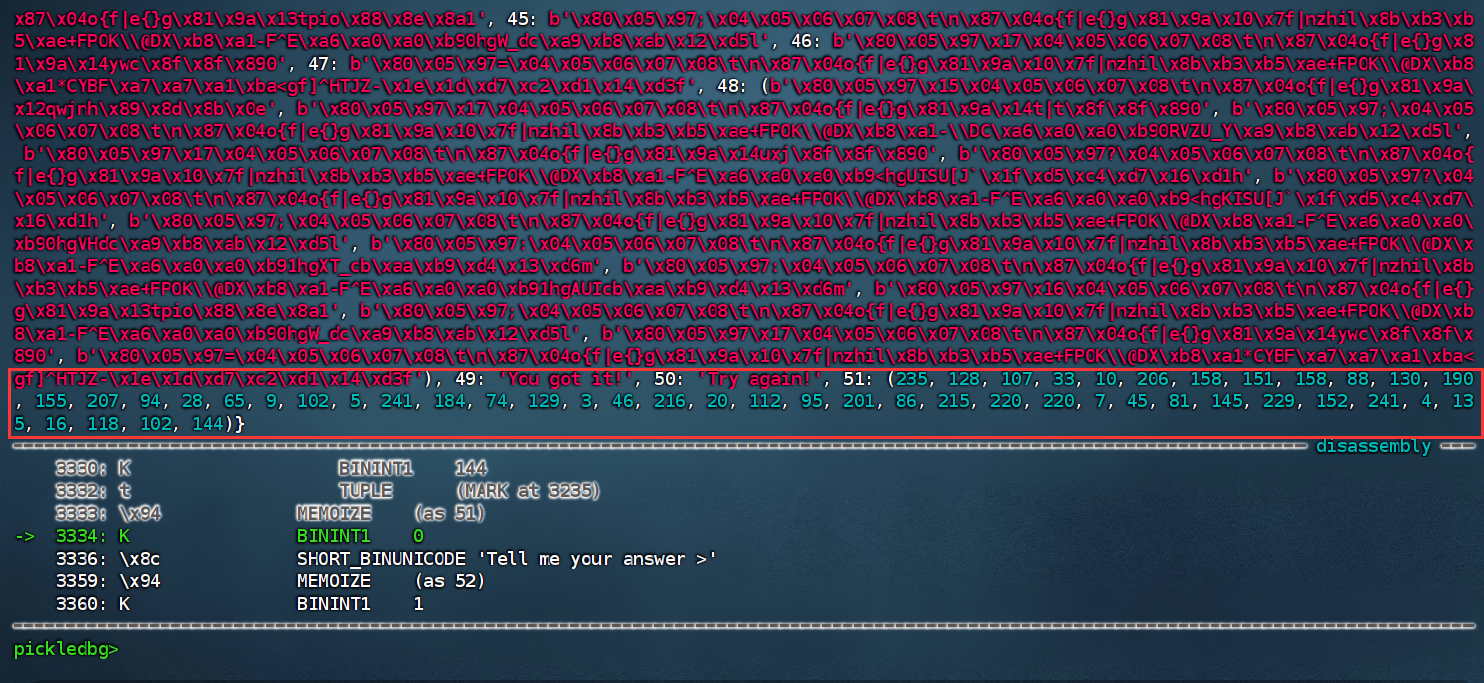 x87\x04o{f|e{}g\x81\x9a\x13tpio\x88\x8e\x8a1', 45: b'\x80\x05\x97;\x04\x05\x06\x07\x08\t\n\x87\x04o{f|e{}g\x81\x9a\x10\x7f|nzhil\x8b\xb3\xb
5\xae+FPOK\\@DX\xb8\xa1-F^E\xa6\xa0\xa0\xb90hgW_dc\xa9\xb8\xab\x12\xd5l', 46: b'\x80\x05\x97\x17\x04\x05\x06\x07\x08\t\n\x87\x04o{f|e{}g\x8
1\x9a\x14ywc\x8f\x8f\x890', 47: b'\x80\x05\x97=\x04\x05\x06\x07\x08\t\n\x87\x04o{f|e{}g\x81\x9a\x10\x7f|nzhil\x8b\xb3\xb5\xae+FPOK\\@DX\xb8
\xa1*CYBF\xa7\xa7\xa1\xba<gf]^HTJZ-\x1e\x1d\xd7\xc2\xd1\x14\xd3f', 48: (b'\x80\x05\x97\x15\x04\x05\x06\x07\x08\t\n\x87\x04o{f|e{}g\x81\x9a\
x12qwjnh\x89\x8d\x8b\x0e', b'\x80\x05\x97\x17\x04\x05\x06\x07\x08\t\n\x87\x04o{f|e{}g\x81\x9a\x14t|t\x8f\x8f\x890', b'\x80\x05\x97;\x04\x05
\x06\x07\x08\t\n\x87\x04o{f|e{}g\x81\x9a\x10\x7f|nzhil\x8b\xb3\xb5\xae+FPOK\\@DX\xb8\xa1-\\DC\xa6\xa0\xa0\xb90RVZU_Y\xa9\xb8\xab\x12\xd5l',
b'\x80\x05\x97\x17\x04\x05\x06\x07\x08\t\n\x87\x04o{f|e{}g\x81\x9a\x14uxj\x8f\x8f\x890', b'\x80\x05\x97?\x04\x05\x06\x07\x08\t\n\x87\x04o{
f|e{}g\x81\x9a\x10\x7f|nzhil\x8b\xb3\xb5\xae+FPOK\\@DX\xb8\xa1-F^E\xa6\xa0\xa0\xb9<hgUISU[J`\x1f\xd5\xc4\xd7\x16\xd1h', b'\x80\x05\x97?\x04
\x05\x06\x07\x08\t\n\x87\x04o{f|e{}g\x81\x9a\x10\x7f|nzhil\x8b\xb3\xb5\xae+FPOK\\@DX\xb8\xa1-F^E\xa6\xa0\xa0\xb9<hgKISU[J`\x1f\xd5\xc4\xd7\
x16\xd1h', b'\x80\x05\x97;\x04\x05\x06\x07\x08\t\n\x87\x04o{f|e{}g\x81\x9a\x10\x7f|nzhil\x8b\xb3\xb5\xae+FPOK\\@DX\xb8\xa1-F^E\xa6\xa0\xa0\
xb90hgVHdc\xa9\xb8\xab\x12\xd5l', b'\x80\x05\x97:\x04\x05\x06\x07\x08\t\n\x87\x04o{f|e{}g\x81\x9a\x10\x7f|nzhil\x8b\xb3\xb5\xae+FPOK\\@DX\x
b8\xa1-F^E\xa6\xa0\xa0\xb91hgXT_cb\xaa\xb9\xd4\x13\xd6m', b'\x80\x05\x97:\x04\x05\x06\x07\x08\t\n\x87\x04o{f|e{}g\x81\x9a\x10\x7f|nzhil\x8b
\xb3\xb5\xae+FPOK\\@DX\xb8\xa1-F^E\xa6\xa0\xa0\xb91hgAUIcb\xaa\xb9\xd4\x13\xd6m', b'\x80\x05\x97\x16\x04\x05\x06\x07\x08\t\n\x87\x04o{f|e{}
g\x81\x9a\x13tpio\x88\x8e\x8a1', b'\x80\x05\x97;\x04\x05\x06\x07\x08\t\n\x87\x04o{f|e{}g\x81\x9a\x10\x7f|nzhil\x8b\xb3\xb5\xae+FPOK\\@DX\xb
8\xa1-F^E\xa6\xa0\xa0\xb90hgW_dc\xa9\xb8\xab\x12\xd5l', b'\x80\x05\x97\x17\x04\x05\x06\x07\x08\t\n\x87\x04o{f|e{}g\x81\x9a\x14ywc\x8f\x8f\x
890', b'\x80\x05\x97=\x04\x05\x06\x07\x08\t\n\x87\x04o{f|e{}g\x81\x9a\x10\x7f|nzhil\x8b\xb3\xb5\xae+FPOK\\@DX\xb8\xa1*CYBF\xa7\xa7\xa1\xba<
gf]^HTJZ-\x1e\x1d\xd7\xc2\xd1\x14\xd3f'), 49: 'You got it!', 50: 'Try again!', 51: (235, 128, 107, 33, 10, 206, 158, 151, 158, 88, 130, 190
, 155, 207, 94, 28, 65, 9, 102, 5, 241, 184, 74, 129, 3, 46, 216, 20, 112, 95, 201, 86, 215, 220, 220, 7, 45, 81, 145, 229, 152, 241, 4, 13
5, 16, 118, 102, 144)}
disassembly
3330: K BININT1 144
3332: t TUPLE (MARK at 3235)
3333: \x94 MEMOIZE (as 51)
-> 3334: K BININT1 0
3336: \x8c SHORT_BINUNICODE 'Tell me your answer >'
3359: \x94 MEMOIZE (as 52)
3360: K BININT1 1
pickledbg>